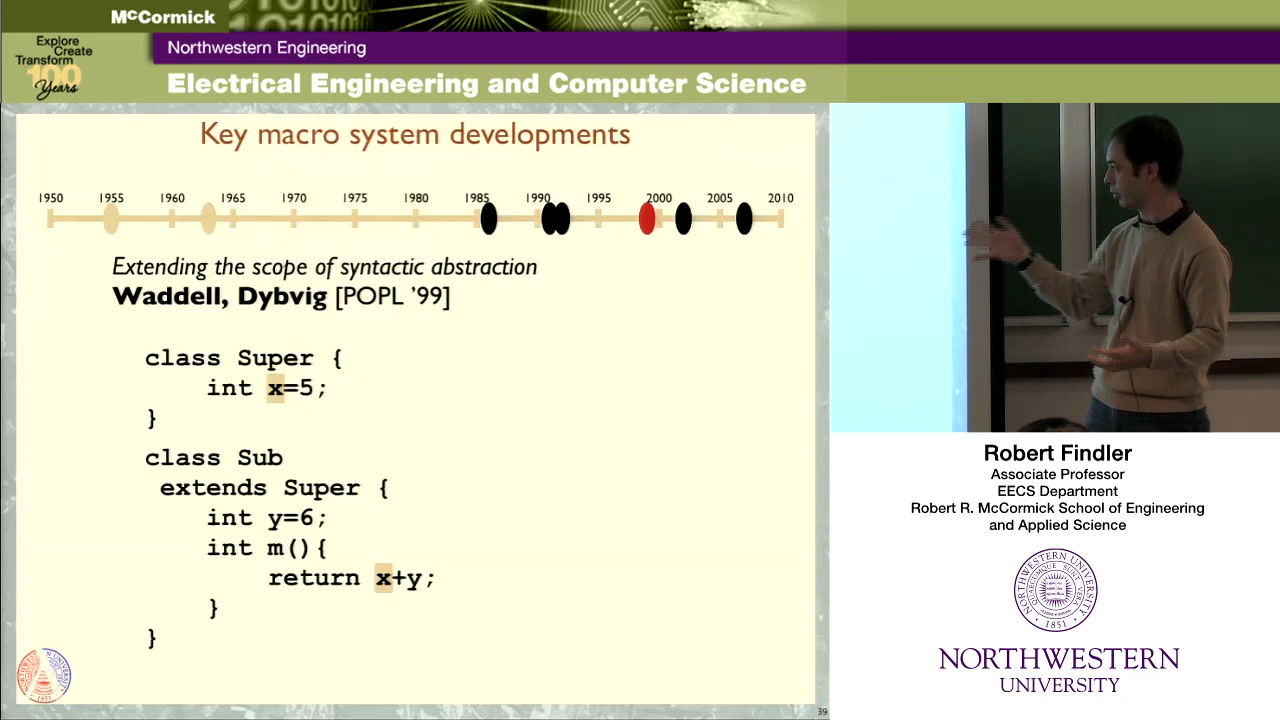 McCormick
Explore
Create
Transform
100
Years
Northwestern Engineering
Electrical Engineering and Computer Science
Key macro system developments
1950 1955 1960 1965 1970 1975 1980 1985 1990 1995 2000 2005 2010
Extending the scope of syntactic abstraction
Waddell, Dybvig [POPL ’99]
class Super {
int x=5;
}
class Sub
extends Super {
int y=6;
int m(){
return x+y;
}
}
39
Robert Findler
Associate Professor
EECS Department
Robert R. McCormick School of Engineering
and Applied Science
1851
NORTHWESTERN
UNIVERSITY